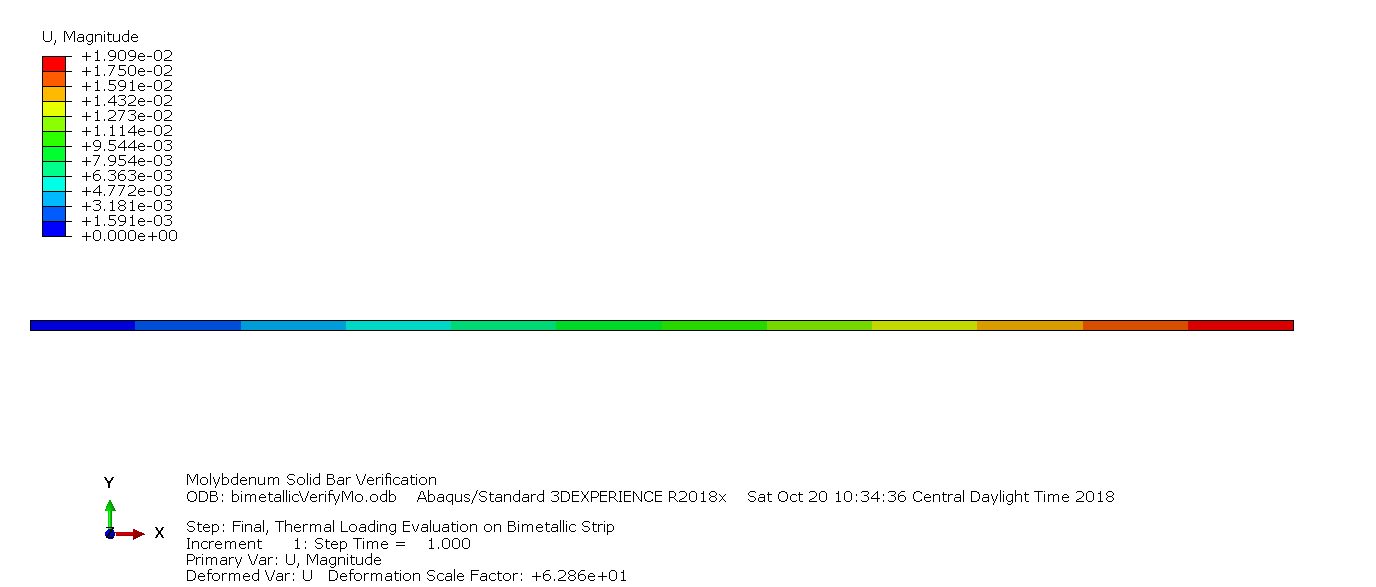 U, Magnitude
+1.909e-02
+1.750e-02
+1.591e-02
+1.432e-02
+1.273e-02
+1.114e-02
+9.544e-03
+7.954e-03
+6.363e-03
+4.772e-03
+3.181e-03
+1.591e-03
+0.000e+00
Y
X
Z
Molybdenum Solid Bar Verification
ODB: bimetallicVerifyMo.odb Abaqus/Standard 3DEXPERIENCE R2018x Sat Oct 20 10:34:36 Central Daylight Time 2018
Step: Final, Thermal Loading Evaluation on Bimetallic Strip
Increment 1: Step Time = 1.000
Primary Var: U, Magnitude
Deformed Var: U Deformation Scale Factor: +6.286e+01